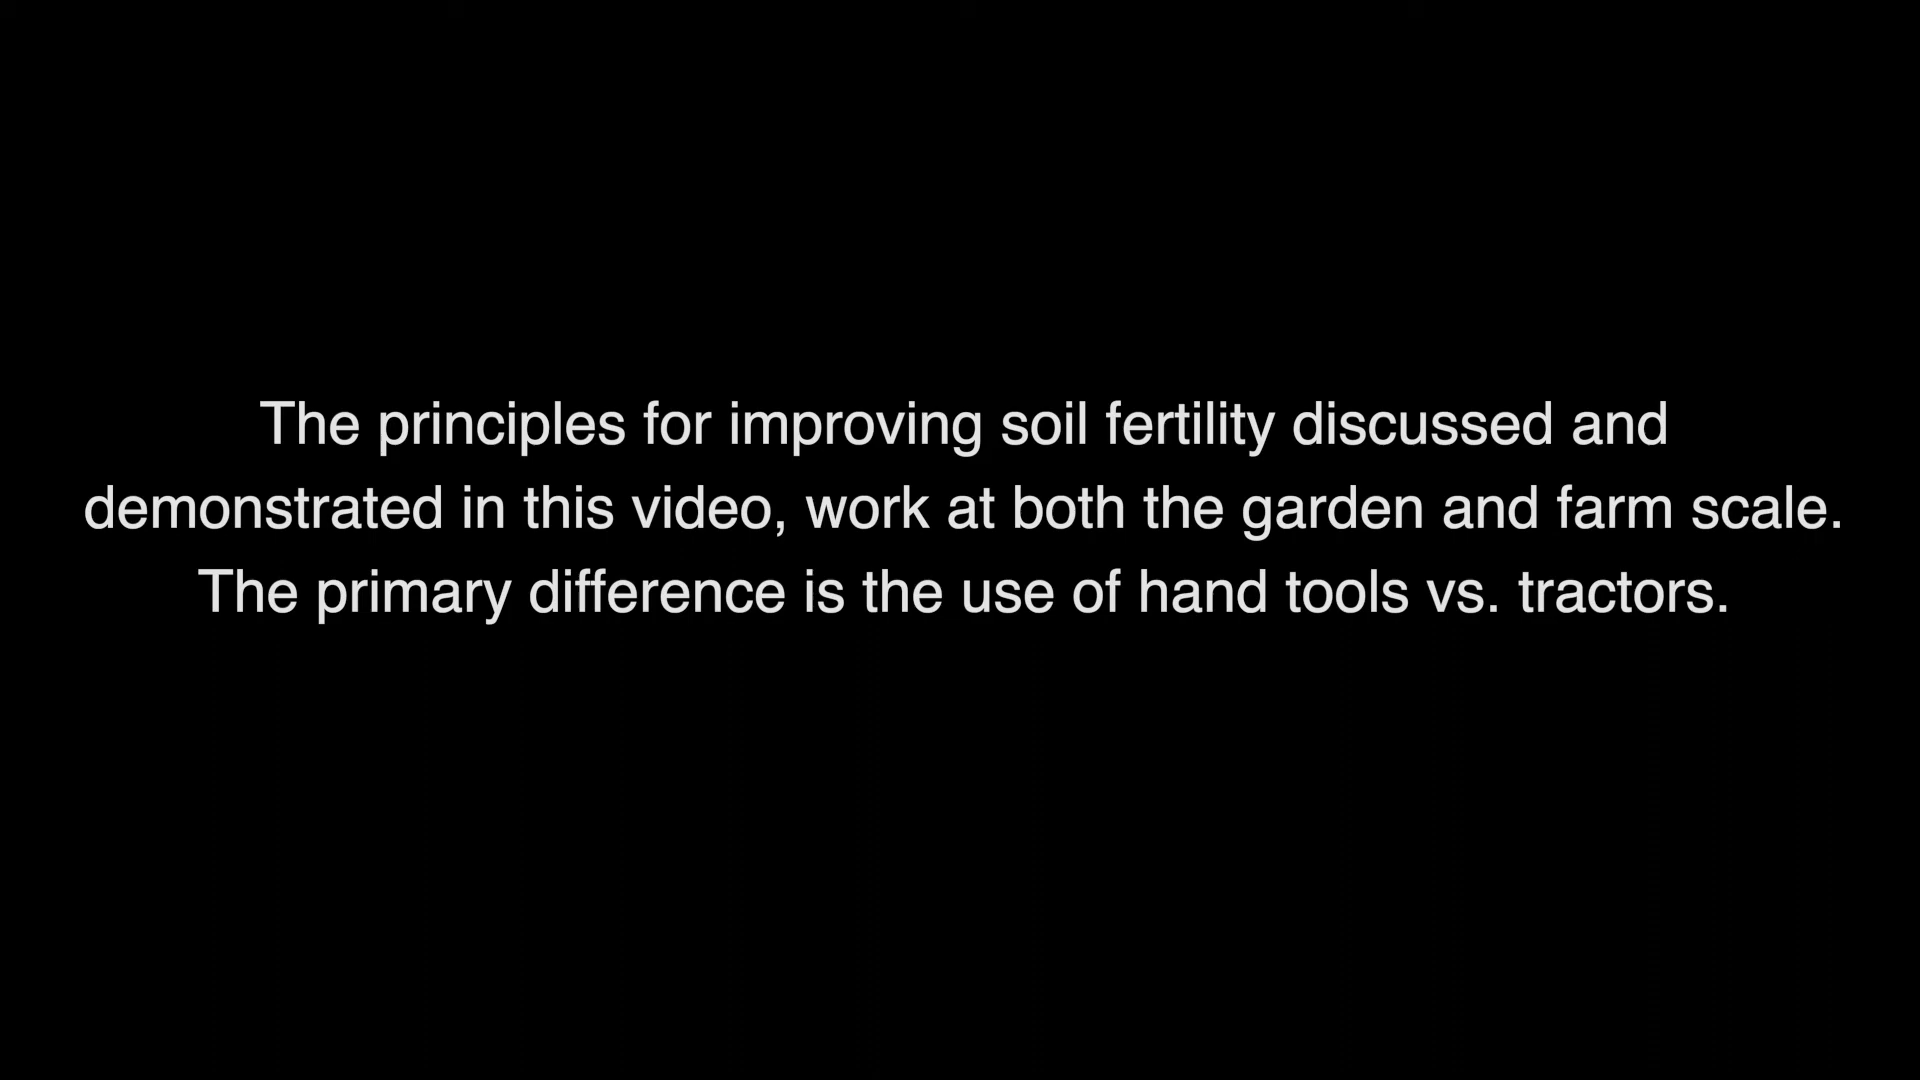 The principles for improving soil fertility discussed and
demonstrated in this video, work at both the garden and farm scale.
The primary difference is the use of hand tools vs. tractors.